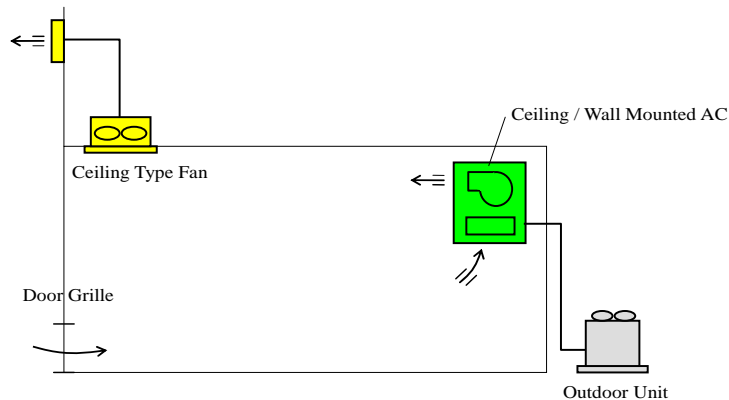 Ceiling / Wall Mounted AC
Ceiling Type Fan
Door Grille
Outdoor Unit